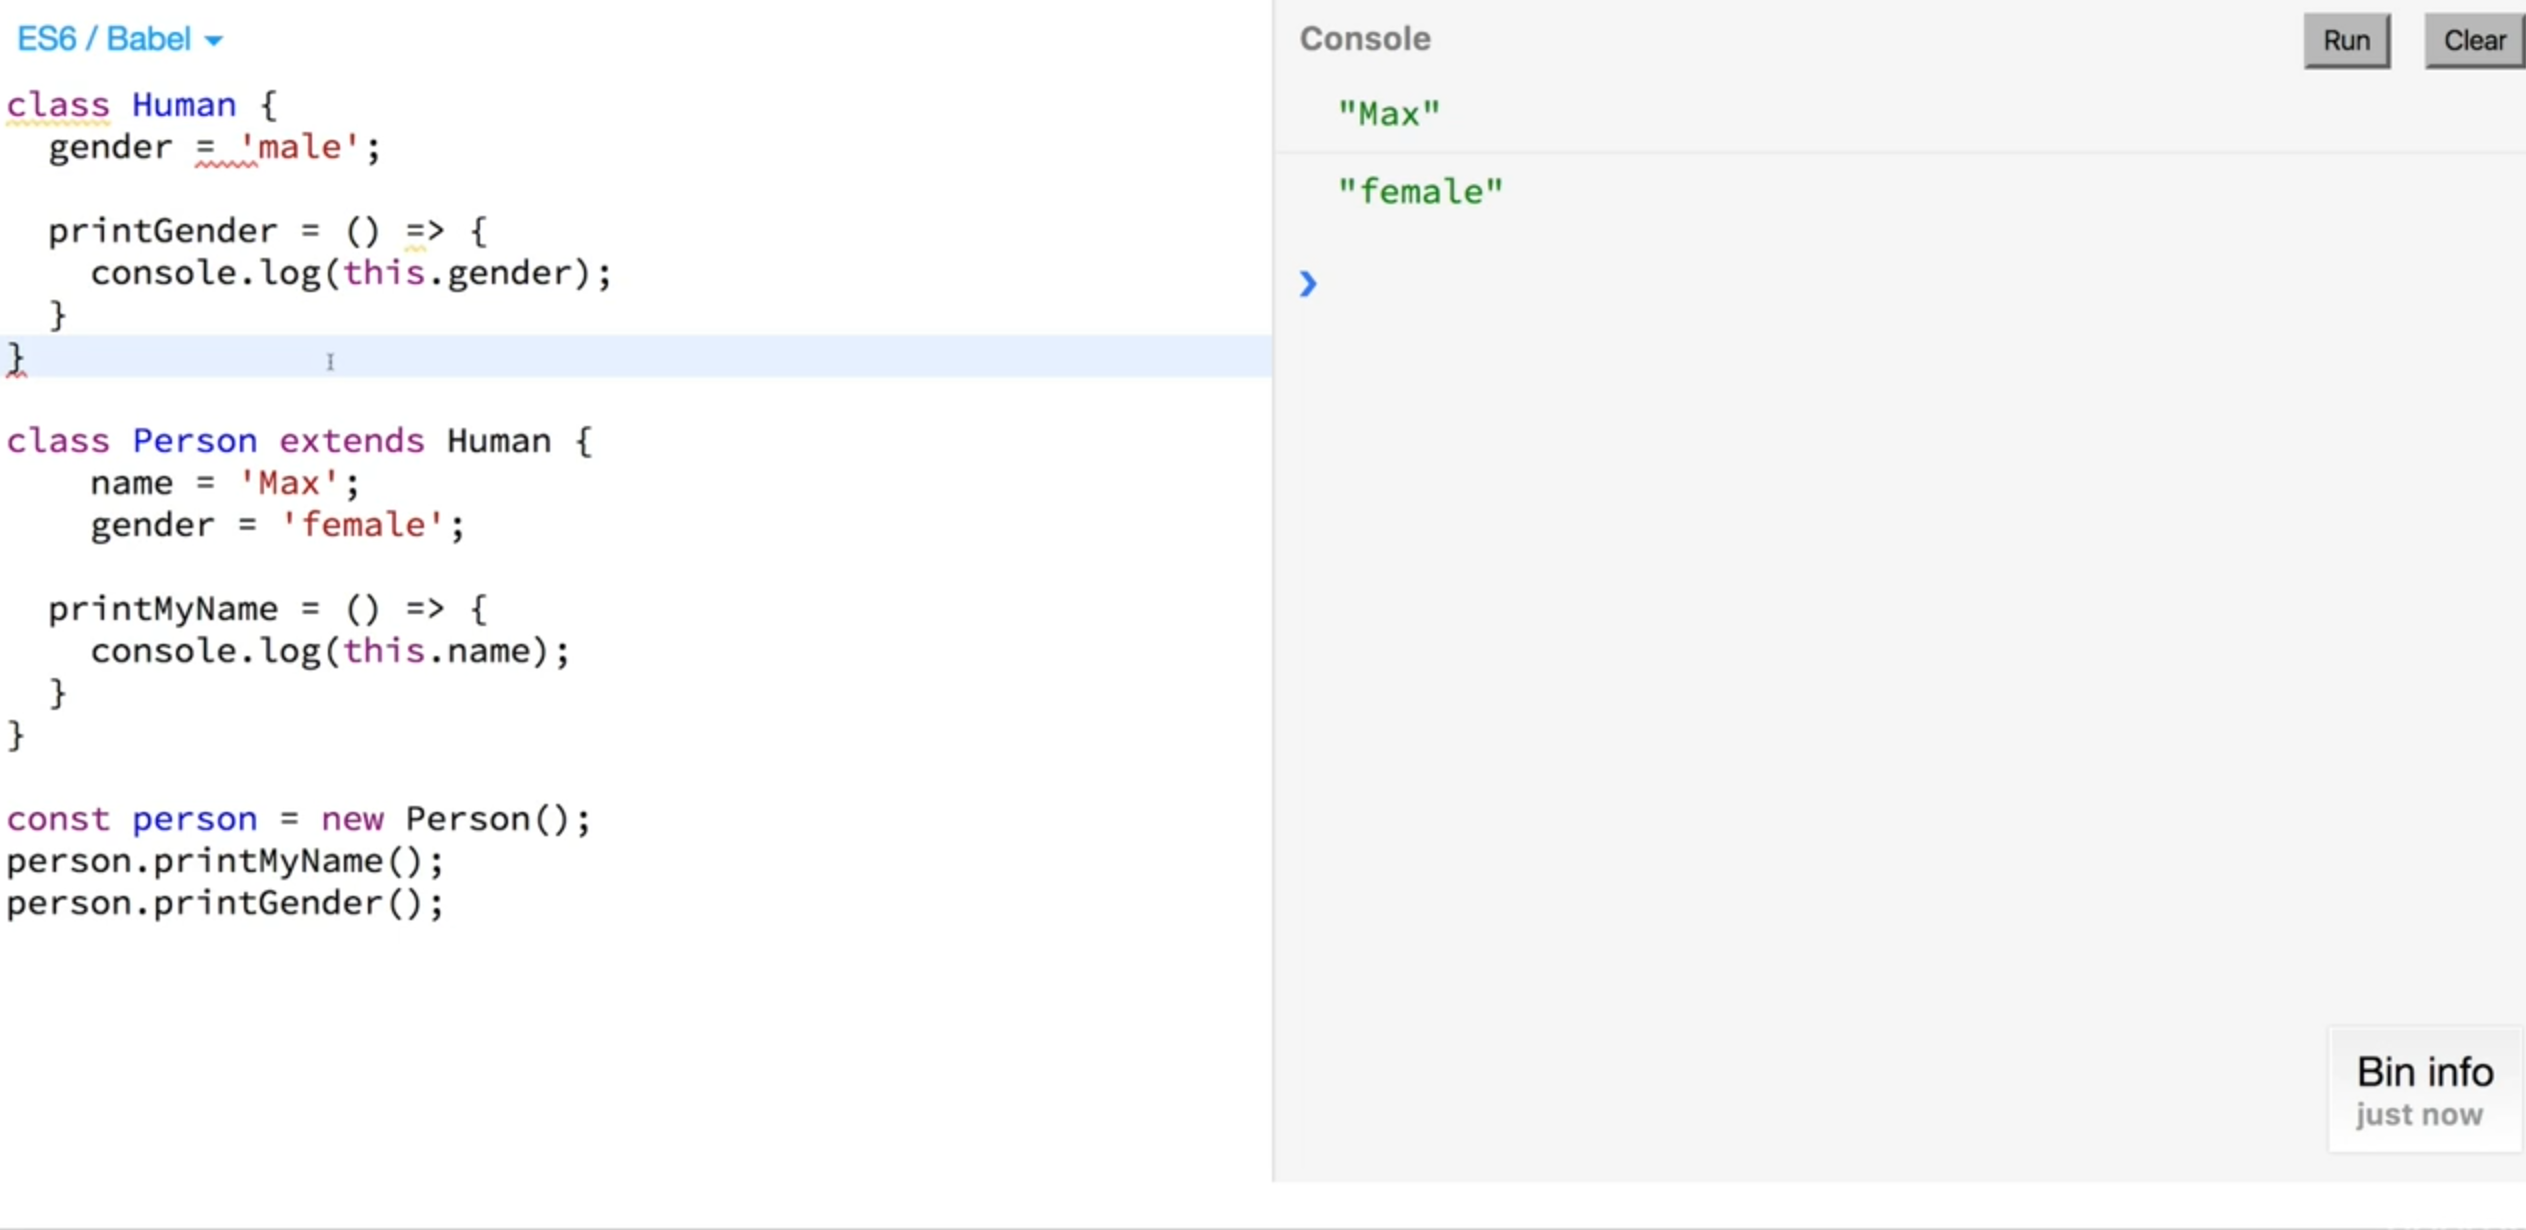 ES6 / Babel
class Human {
  gender = 'male';

  printGender = () => {
    console.log(this.gender);
  }
}

class Person extends Human {
    name = 'Max';
    gender = 'female';

  printMyName = () => {
    console.log(this.name);
  }
}

const person = new Person();
person.printMyName();
person.printGender();
Console
Run
Clear
"Max"
"female"
Bin info
just now